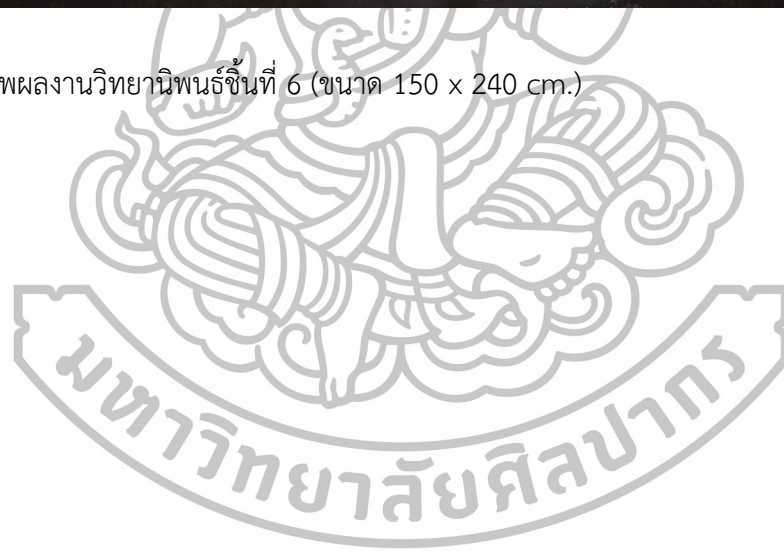 พผลงานวิทยานิพนธ์ชิ้นที่ 6 (ขนาด 150 x 240 cm.)
มหาวิทยาลัยศิลปากร